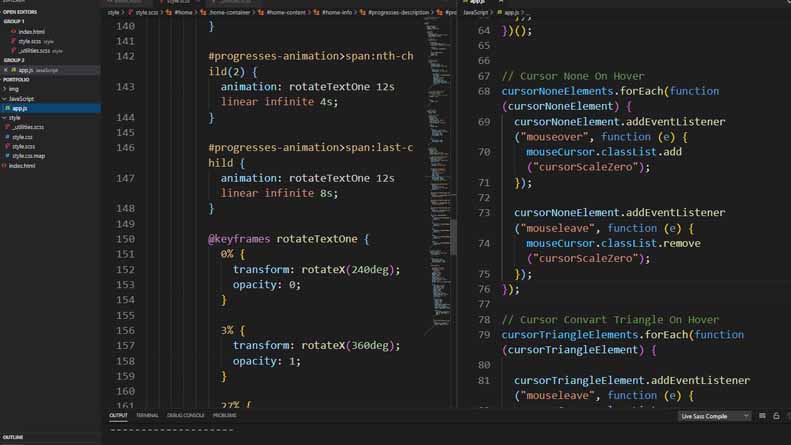 OPEN EDITORS
GROUP 1
index.html
style.scss style
_utilities.scss style
GROUP 2
app.js JavaScript
PORTFOLIO
img
JavaScript
app.js
style
_utilities.scss
style.css
style.scss
style.css.map
index.html
OUTLINE
style > style.scss > #home > .home-container > #home-content > #home-info > #progresses-description >
140 }
141
142 #progresses-animation>span:nth-c
hild(2) {
143 animation: rotateTextOne 12s
linear infinite 4s;
144 }
145
146 #progresses-animation>span:last-c
hild {
147 animation: rotateTextOne 12s
linear infinite 8s;
148 }
149
150 @keyframes rotateTextOne {
151 0% {
152 transform: rotateX(240deg);
153 opacity: 0;
154 }
155
156 3% {
157 transform: rotateX(360deg);
158 opacity: 1;
159 }
160
161 27% {
app.js
JavaScript > app.js > ...
64 })();
65
66
67 // Cursor None On Hover
68 cursorNoneElements.forEach(function
(cursorNoneElement) {
69 cursorNoneElement.addEventListener
("mouseover", function (e) {
70 mouseCursor.classList.add
("cursorScaleZero");
71 });
72
73 cursorNoneElement.addEventListener
("mouseleave", function (e) {
74 mouseCursor.classList.remove
("cursorScaleZero");
75 });
76 });
77
78 // Cursor Convart Triangle On Hover
79 cursorTriangleElements.forEach(function
(cursorTriangleElement) {
80
81 cursorTriangleElement.addEventListener
("mouseleave", function (e) {
OUTPUT TERMINAL DEBUG CONSOLE PROBLEMS
Live Sass Compile
--------------------